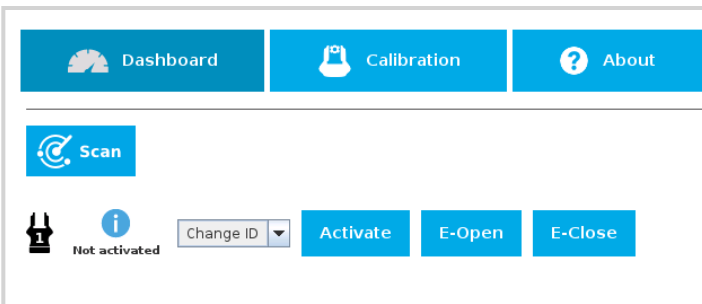 Dashboard
Calibration
? About
Scan
1
i
Not activated
Change ID
Activate
E-Open
E-Close